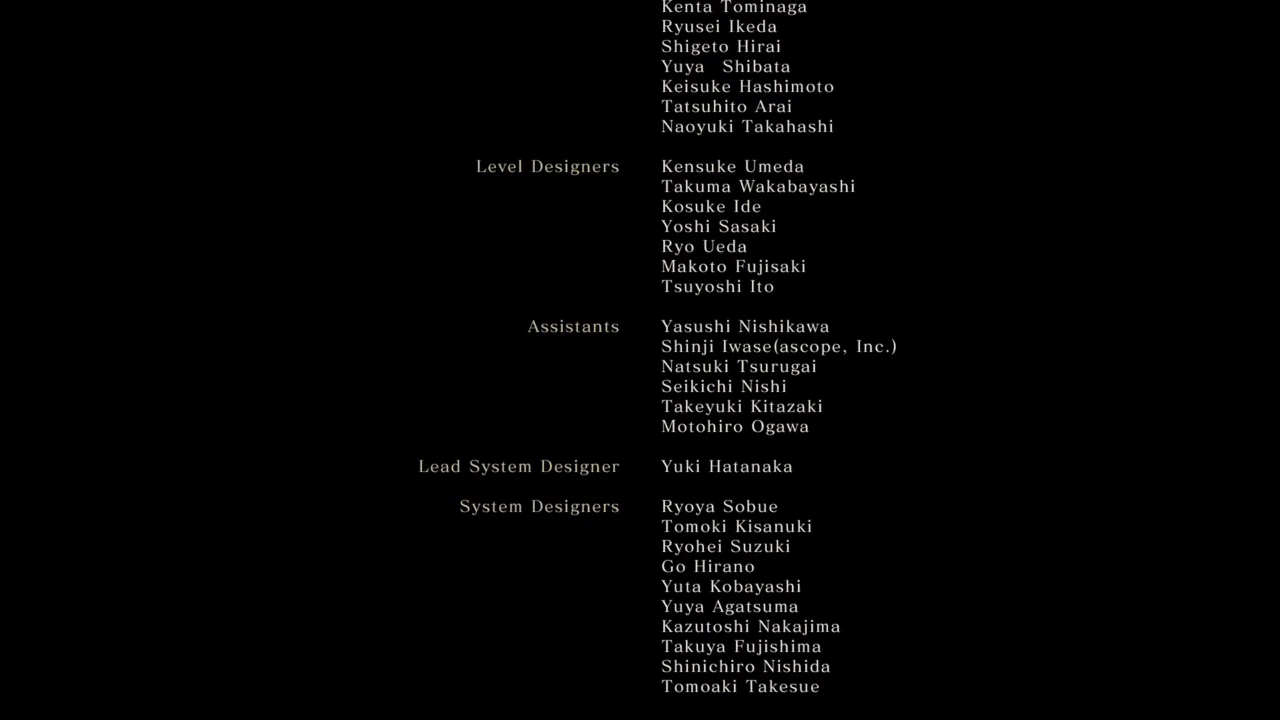 Kenta Tominaga
Ryusei Ikeda
Shigeto Hirai
Yuya  Shibata
Keisuke Hashimoto
Tatsuhito Arai
Naoyuki Takahashi
Level Designers Kensuke Umeda
Takuma Wakabayashi
Kosuke Ide
Yoshi Sasaki
Ryo Ueda
Makoto Fujisaki
Tsuyoshi Ito
Assistants Yasushi Nishikawa
Shinji Iwase(ascope, Inc.)
Natsuki Tsurugai
Seikichi Nishi
Takeyuki Kitazaki
Motohiro Ogawa
Lead System Designer Yuki Hatanaka
System Designers Ryoya Sobue
Tomoki Kisanuki
Ryohei Suzuki
Go Hirano
Yuta Kobayashi
Yuya Agatsuma
Kazutoshi Nakajima
Takuya Fujishima
Shinichiro Nishida
Tomoaki Takesue